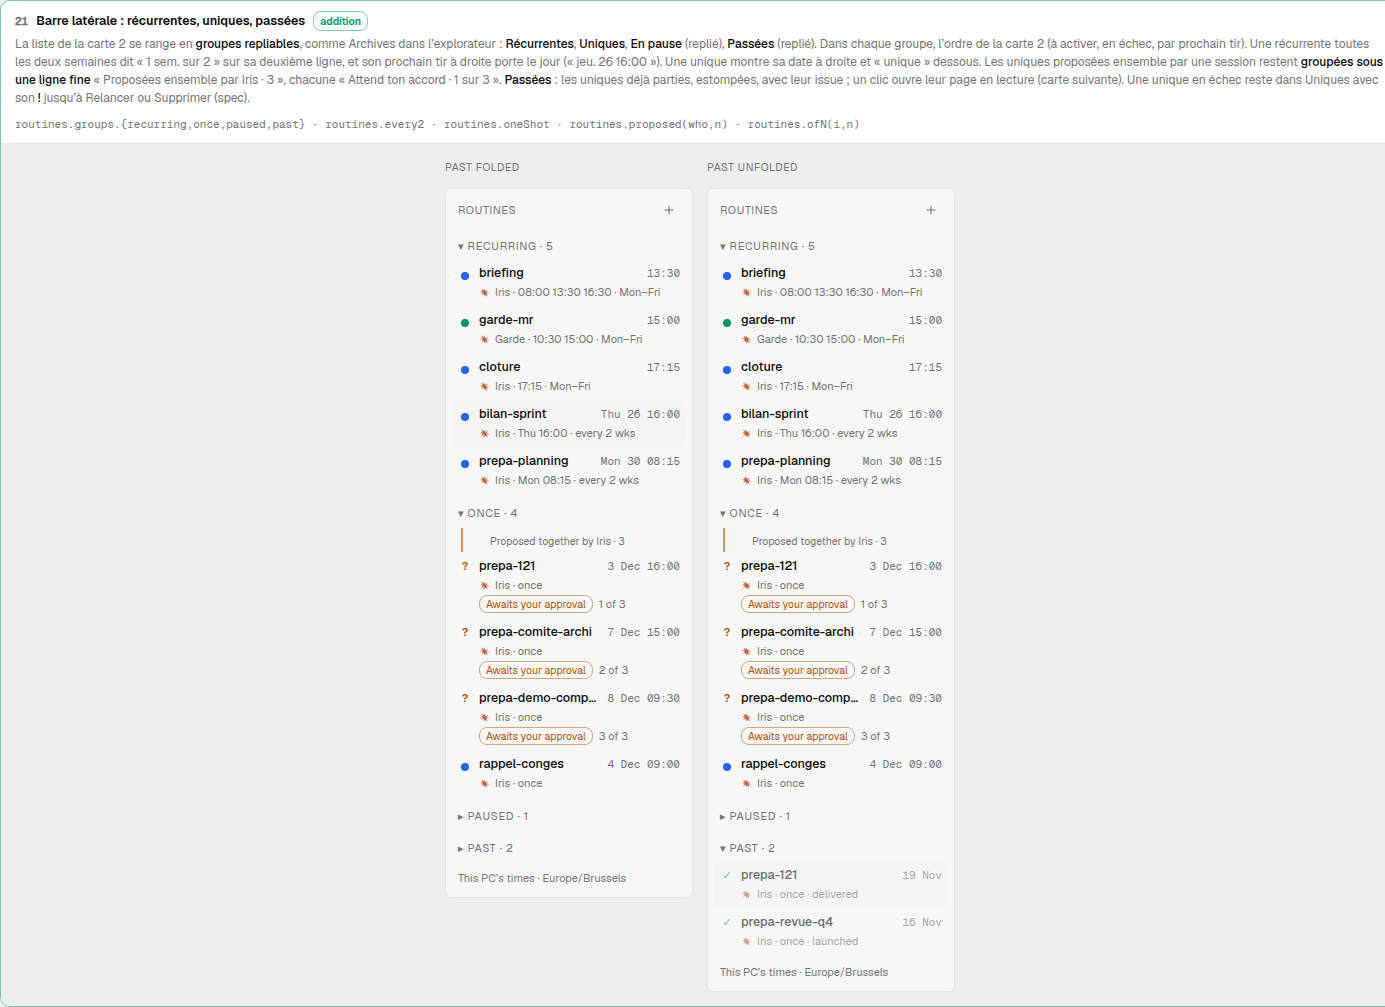 21 Barre latérale : récurrentes, uniques, passées addition
La liste de la carte 2 se range en groupes repliables, comme Archives dans l'explorateur : Récurrentes, Uniques, En pause (replié), Passées (replié). Dans chaque groupe, l'ordre de la carte 2 (à activer, en échec, par prochain tir). Une récurrente toutes
les deux semaines dit « 1 sem. sur 2 » sur sa deuxième ligne, et son prochain tir à droite porte le jour (« jeu. 26 16:00 »). Une unique montre sa date à droite et « unique » dessous. Les uniques proposées ensemble par une session restent groupées sous
une ligne fine « Proposées ensemble par Iris · 3 », chacune « Attend ton accord · 1 sur 3 ». Passées : les uniques déjà parties, estompées, avec leur issue ; un clic ouvre leur page en lecture (carte suivante). Une unique en échec reste dans Uniques avec
son ! jusqu'à Relancer ou Supprimer (spec).
routines.groups.{recurring,once,paused,past} · routines.every2 · routines.oneShot · routines.proposed(who,n) · routines.ofN(i,n)
PAST FOLDED
ROUTINES +
▾ RECURRING · 5
briefing 13:30
Iris · 08:00 13:30 16:30 · Mon–Fri
garde-mr 15:00
Garde · 10:30 15:00 · Mon–Fri
cloture 17:15
Iris · 17:15 · Mon–Fri
bilan-sprint Thu 26 16:00
Iris · Thu 16:00 · every 2 wks
prepa-planning Mon 30 08:15
Iris · Mon 08:15 · every 2 wks
▾ ONCE · 4
Proposed together by Iris · 3
? prepa-121 3 Dec 16:00
Iris · once
Awaits your approval 1 of 3
? prepa-comite-archi 7 Dec 15:00
Iris · once
Awaits your approval 2 of 3
? prepa-demo-comp… 8 Dec 09:30
Iris · once
Awaits your approval 3 of 3
rappel-conges 4 Dec 09:00
Iris · once
▸ PAUSED · 1
▸ PAST · 2
This PC's times · Europe/Brussels
PAST UNFOLDED
ROUTINES +
▾ RECURRING · 5
briefing 13:30
Iris · 08:00 13:30 16:30 · Mon–Fri
garde-mr 15:00
Garde · 10:30 15:00 · Mon–Fri
cloture 17:15
Iris · 17:15 · Mon–Fri
bilan-sprint Thu 26 16:00
Iris · Thu 16:00 · every 2 wks
prepa-planning Mon 30 08:15
Iris · Mon 08:15 · every 2 wks
▾ ONCE · 4
Proposed together by Iris · 3
? prepa-121 3 Dec 16:00
Iris · once
Awaits your approval 1 of 3
? prepa-comite-archi 7 Dec 15:00
Iris · once
Awaits your approval 2 of 3
? prepa-demo-comp… 8 Dec 09:30
Iris · once
Awaits your approval 3 of 3
rappel-conges 4 Dec 09:00
Iris · once
▸ PAUSED · 1
▾ PAST · 2
✓ prepa-121 19 Nov
Iris · once · delivered
✓ prepa-revue-q4 16 Nov
Iris · once · launched
This PC's times · Europe/Brussels